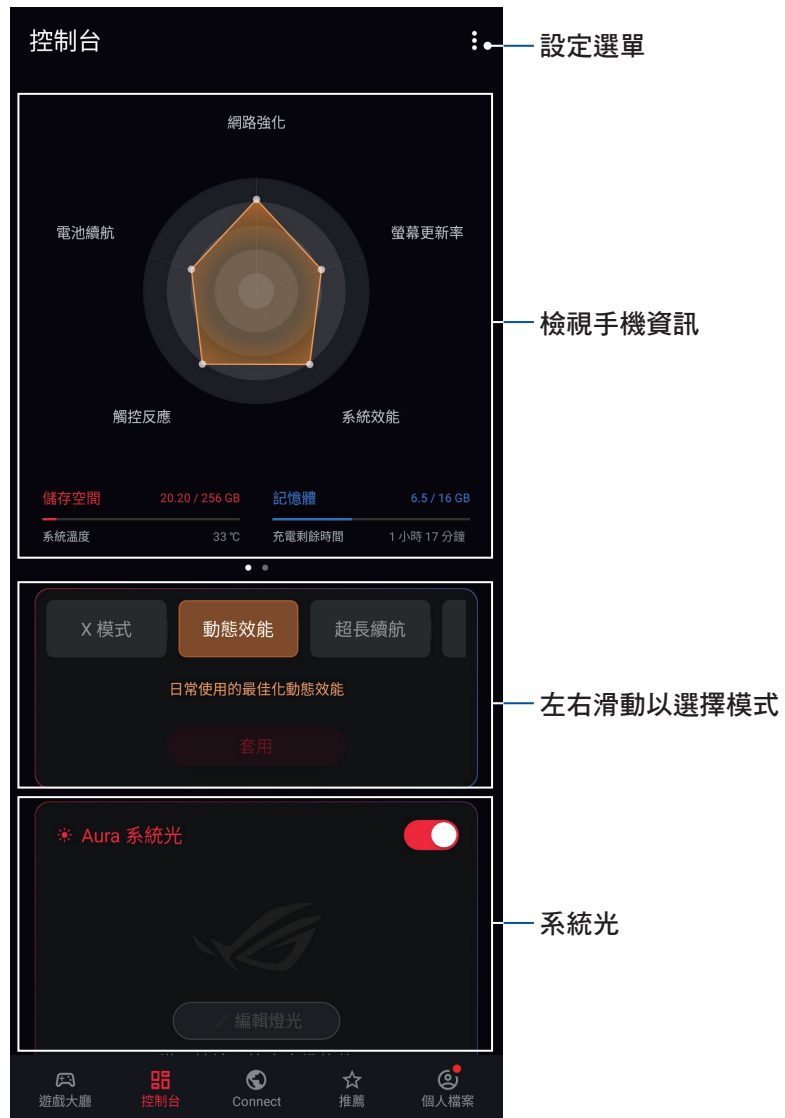 控制台
設定選單
網路強化
電池續航
螢幕更新率
檢視手機資訊
觸控反應
系統效能
儲存空間 20.20 / 256 GB 記憶體 6.5 / 16 GB
系統溫度 33 ℃ 充電剩餘時間 1 小時 17 分鐘
X 模式 動態效能 超長續航
日常使用的最佳化動態效能
左右滑動以選擇模式
套用
Aura 系統光
系統光
編輯燈光
遊戲大廳 控制台 Connect 推薦 個人檔案